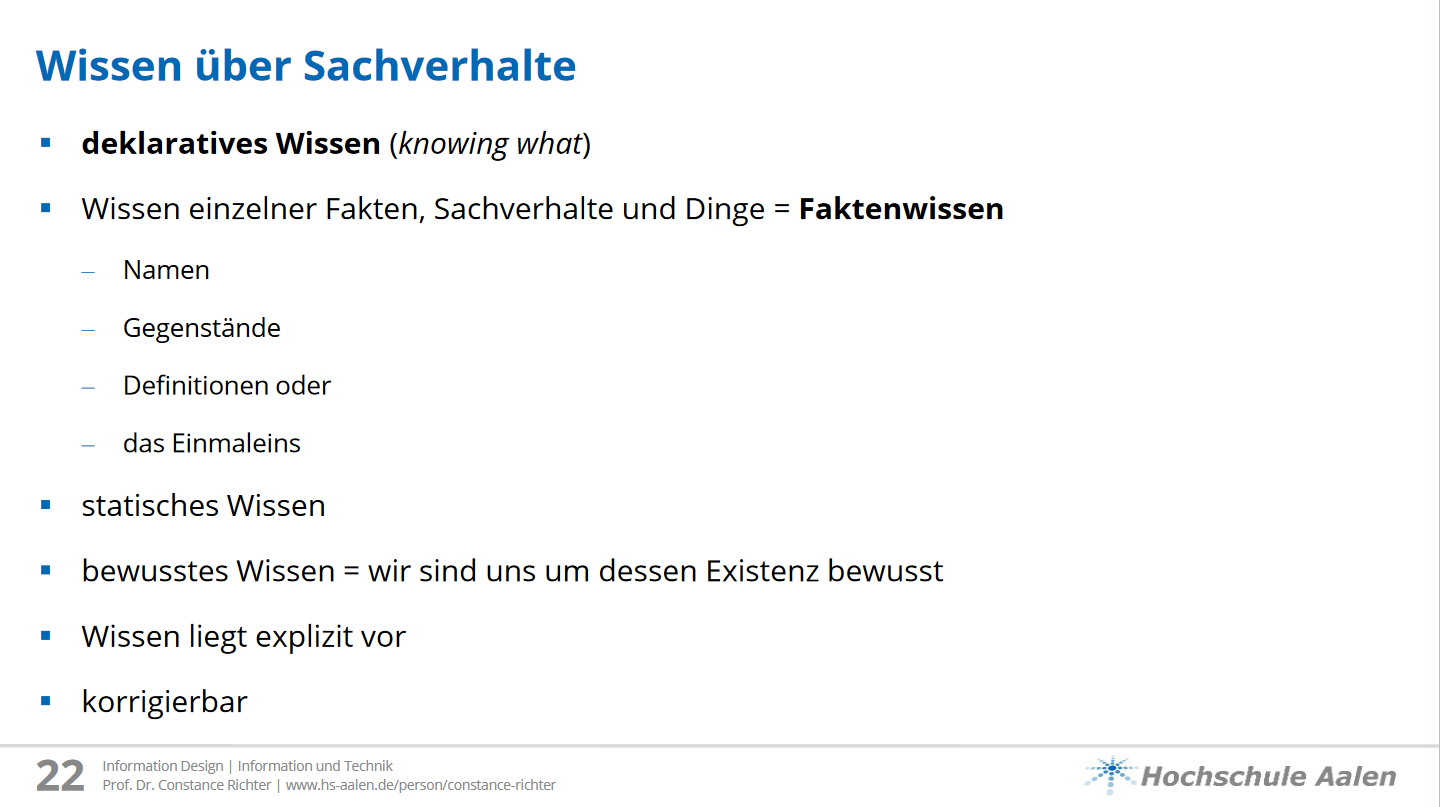 Wissen über Sachverhalte
▪ deklaratives Wissen (knowing what)
▪ Wissen einzelner Fakten, Sachverhalte und Dinge = Faktenwissen
– Namen
– Gegenstände
– Definitionen oder
– das Einmaleins
▪ statisches Wissen
▪ bewusstes Wissen = wir sind uns um dessen Existenz bewusst
▪ Wissen liegt explizit vor
▪ korrigierbar
22
Information Design | Information und Technik
Prof. Dr. Constance Richter | www.hs-aalen.de/person/constance-richter
Hochschule Aalen